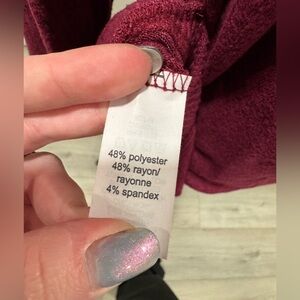 48% polyester
48% rayon/
rayonne
4% spandex